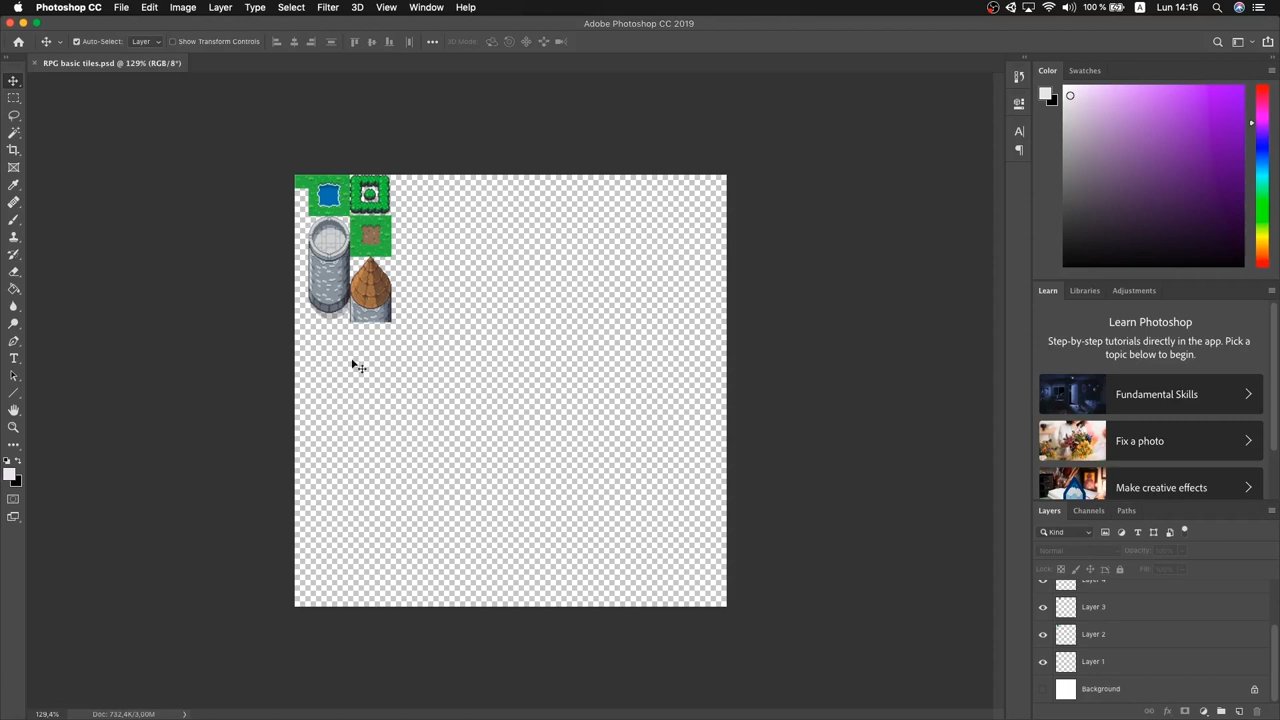 File Edit Image Layer Type Select Filter 3D View Window Help
100 % A Lun 14:16
Adobe Photoshop CC 2019
Auto-Select: Layer Show Transform Controls 3D Mode:
RPG basic tiles.psd @ 129% (RGB/8*)
Color Swatches
Learn Libraries Adjustments
Learn Photoshop
Step-by-step tutorials directly in the app. Pick a
topic below to begin.
Fundamental Skills
Fix a photo
Make creative effects
Layers Channels Paths
Kind
Normal Opacity: 100%
Lock: Fill: 100%
Layer 4
Layer 3
Layer 2
Layer 1
Background
129,4% Doc: 732,4K/3,00M